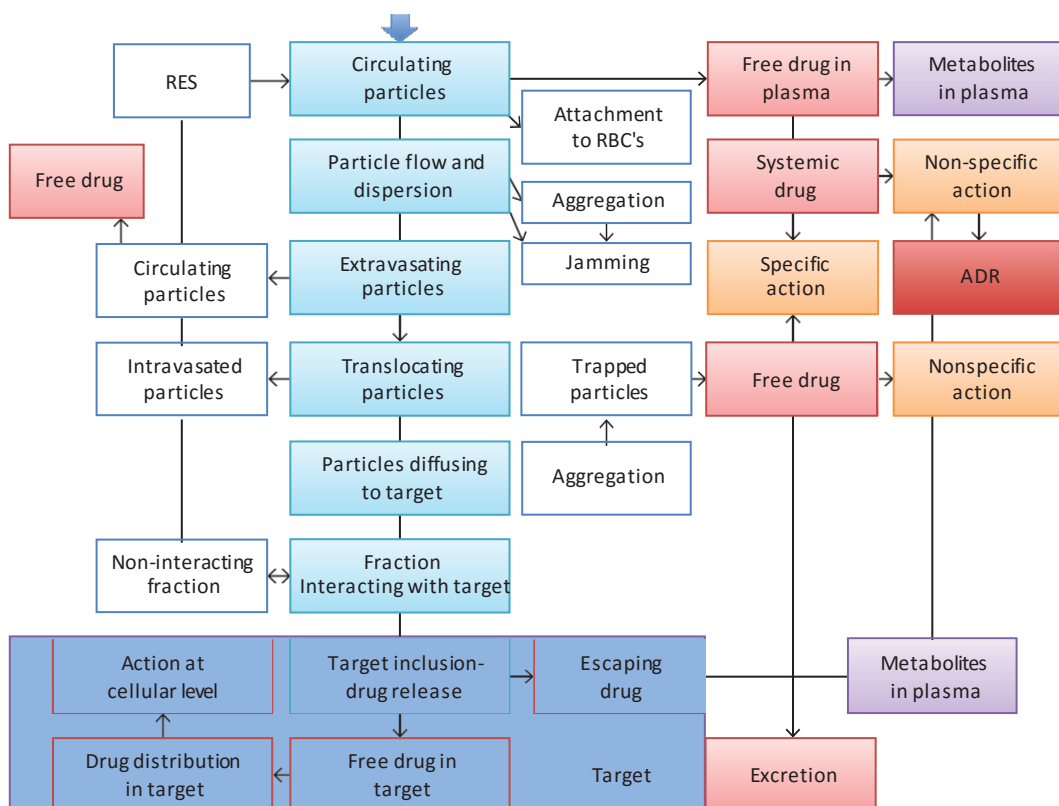 RES
Circulating
particles
Free drug in
plasma
Metabolites
in plasma
Attachment
to RBC's
Free drug
Particle flow and
dispersion
Aggregation
Systemic
drug
Non-specific
action
Circulating
particles
Extravasating
particles
Jamming
Specific
action
ADR
Intravasated
particles
Translocating
particles
Trapped
particles
Free drug
Nonspecific
action
Particles diffusing
to target
Aggregation
Non-interacting
fraction
Fraction
Interacting with target
Action at
cellular level
Target inclusion-
drug release
Escaping
drug
Metabolites
in plasma
Drug distribution
in target
Free drug in
target
Target
Excretion